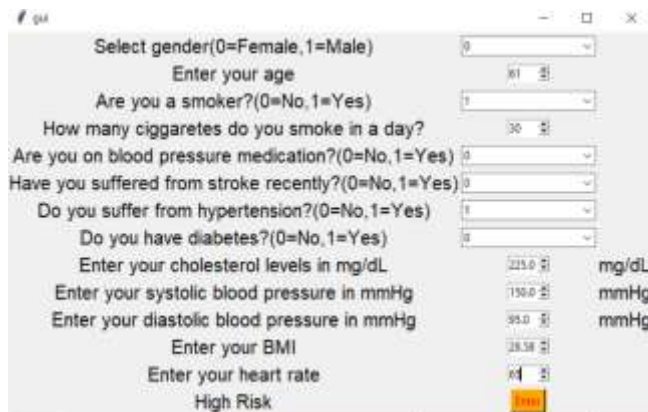 gui
Select gender(0=Female,1=Male) 0
Enter your age 61
Are you a smoker?(0=No,1=Yes) 1
How many ciggaretes do you smoke in a day? 30
Are you on blood pressure medication?(0=No,1=Yes) 0
Have you suffered from stroke recently?(0=No,1=Yes) 0
Do you suffer from hypertension?(0=No,1=Yes) 1
Do you have diabetes?(0=No,1=Yes) 0
Enter your cholesterol levels in mg/dL 225.0 mg/dL
Enter your systolic blood pressure in mmHg 150.0 mmHg
Enter your diastolic blood pressure in mmHg 95.0 mmHg
Enter your BMI 28.58
Enter your heart rate 65
High Risk Enter